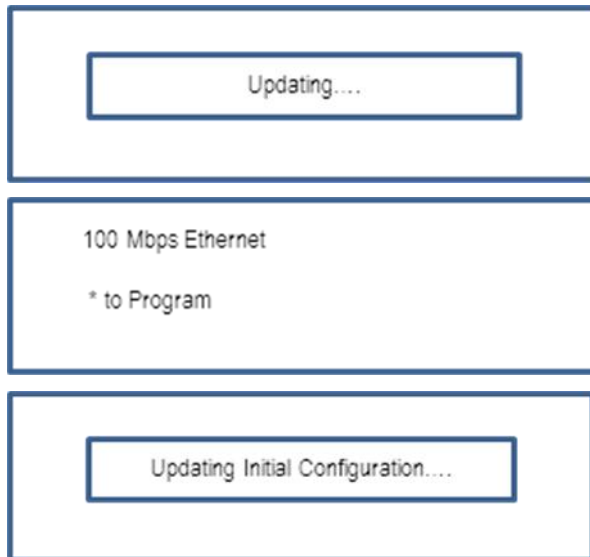 Updating....
100 Mbps Ethernet
* to Program
Updating Initial Configuration....